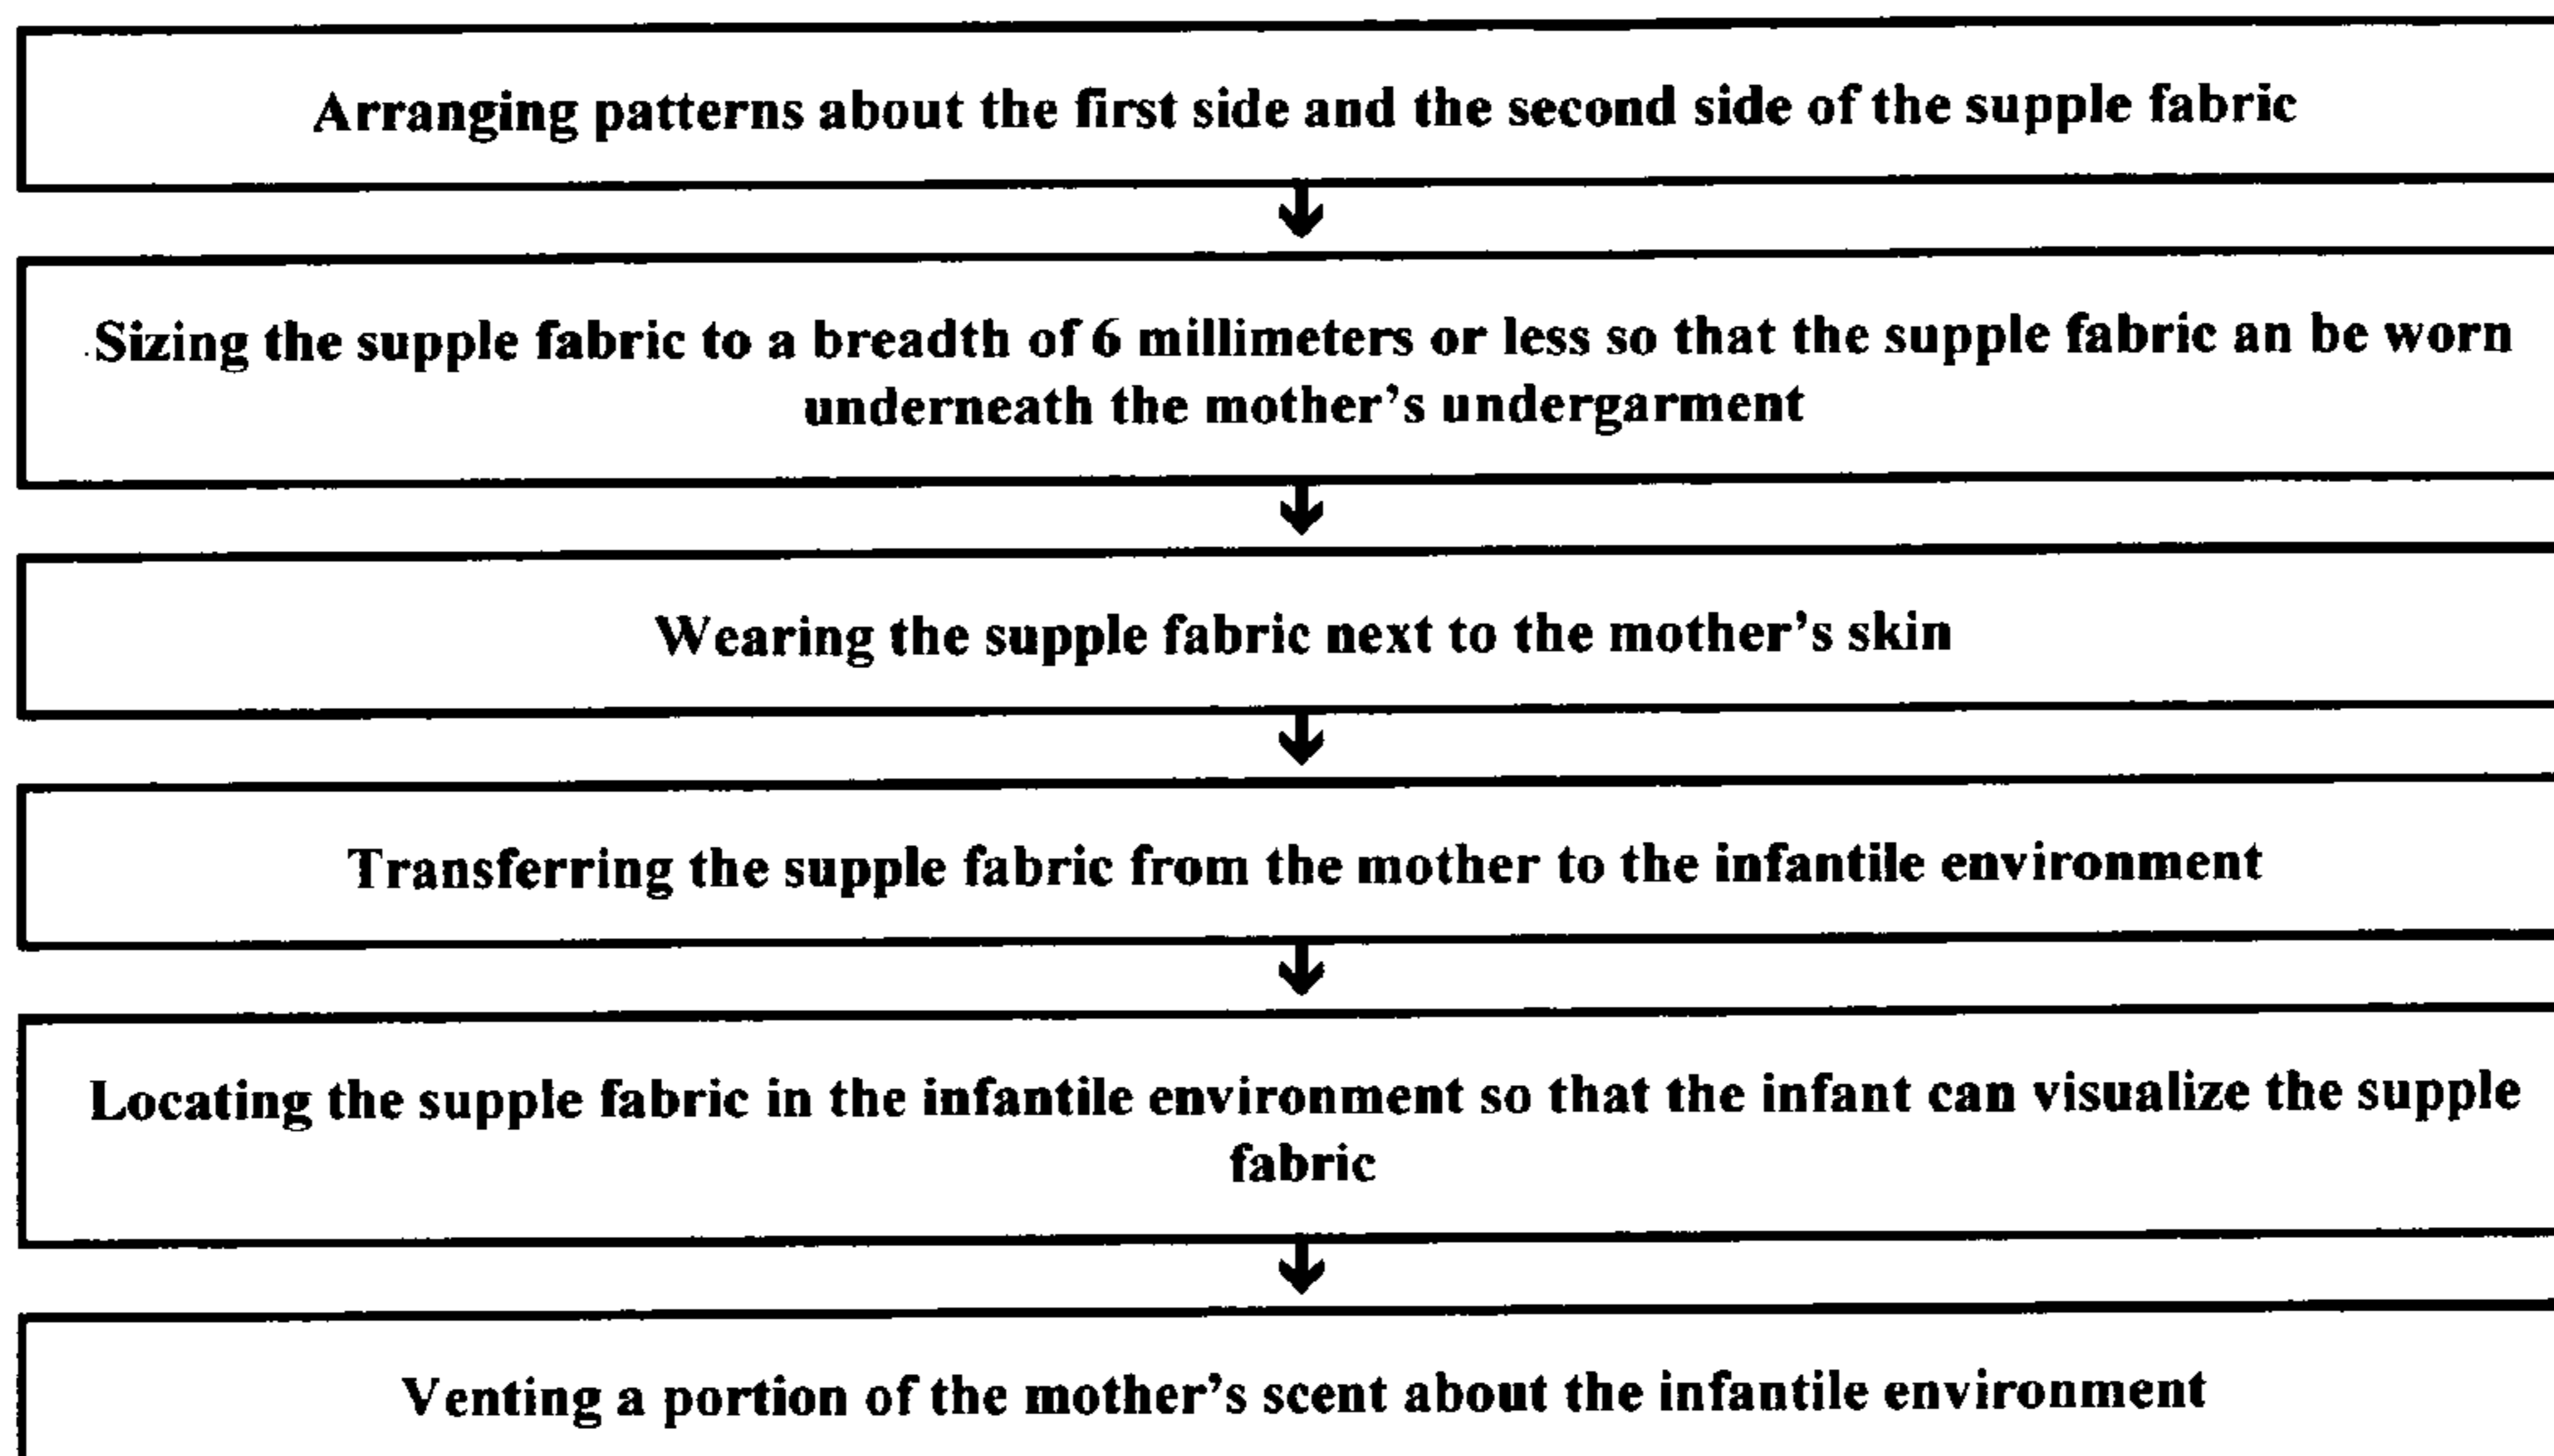 Arranging patterns about the first side and the second side of the supple fabric
Sizing the supple fabric to a breadth of 6 millimeters or less so that the supple fabric an be worn
underneath the mother's undergarment
Wearing the supple fabric next to the mother's skin
Transferring the supple fabric from the mother to the infantile environment
Locating the supple fabric in the infantile environment so that the infant can visualize the supple
fabric
Venting a portion of the mother's scent about the infantile environment